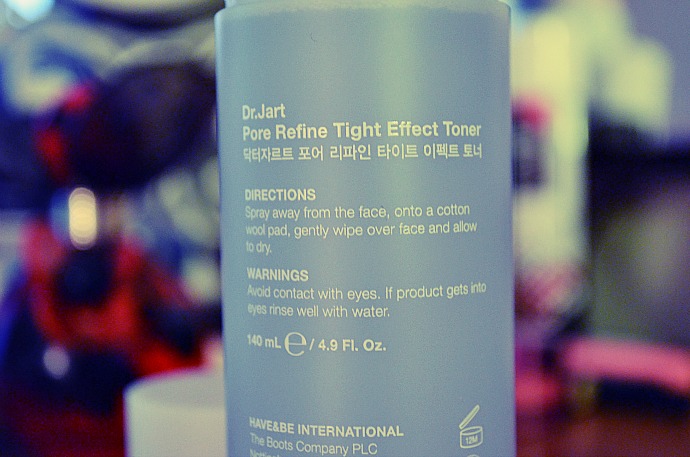 Dr.Jart
Pore Refine Tight Effect Toner
닥터자르트 포어 리파인 타이트 이펙트 토너
DIRECTIONS
Spray away from the face, onto a cotton
wool pad, gently wipe over face and allow
to dry.
WARNINGS
Avoid contact with eyes. If product gets into
eyes rinse well with water.
140 mL ℮ / 4.9 Fl. Oz.
HAVE&BE INTERNATIONAL
The Boots Company PLC
12M